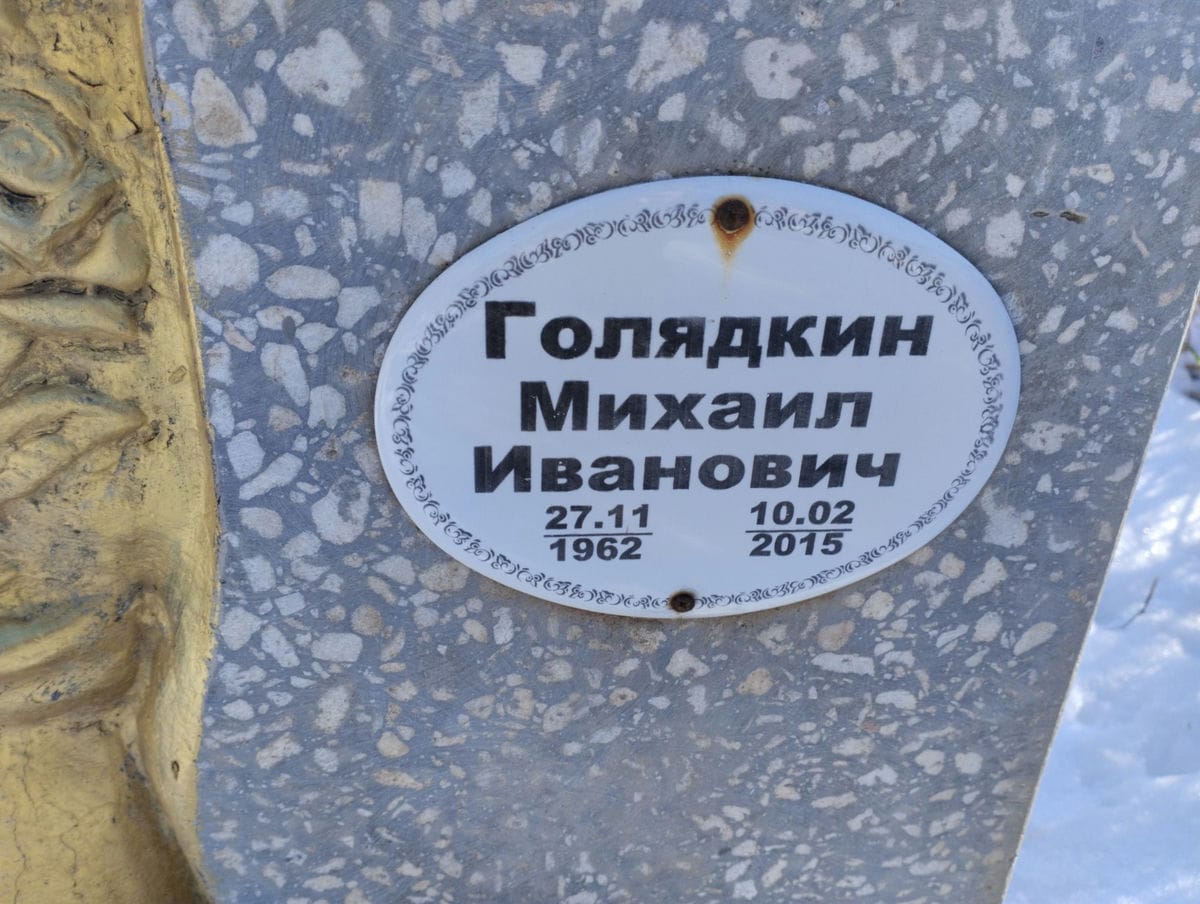 Голядкин
Михаил
Иванович
27.11 10.02
1962 2015